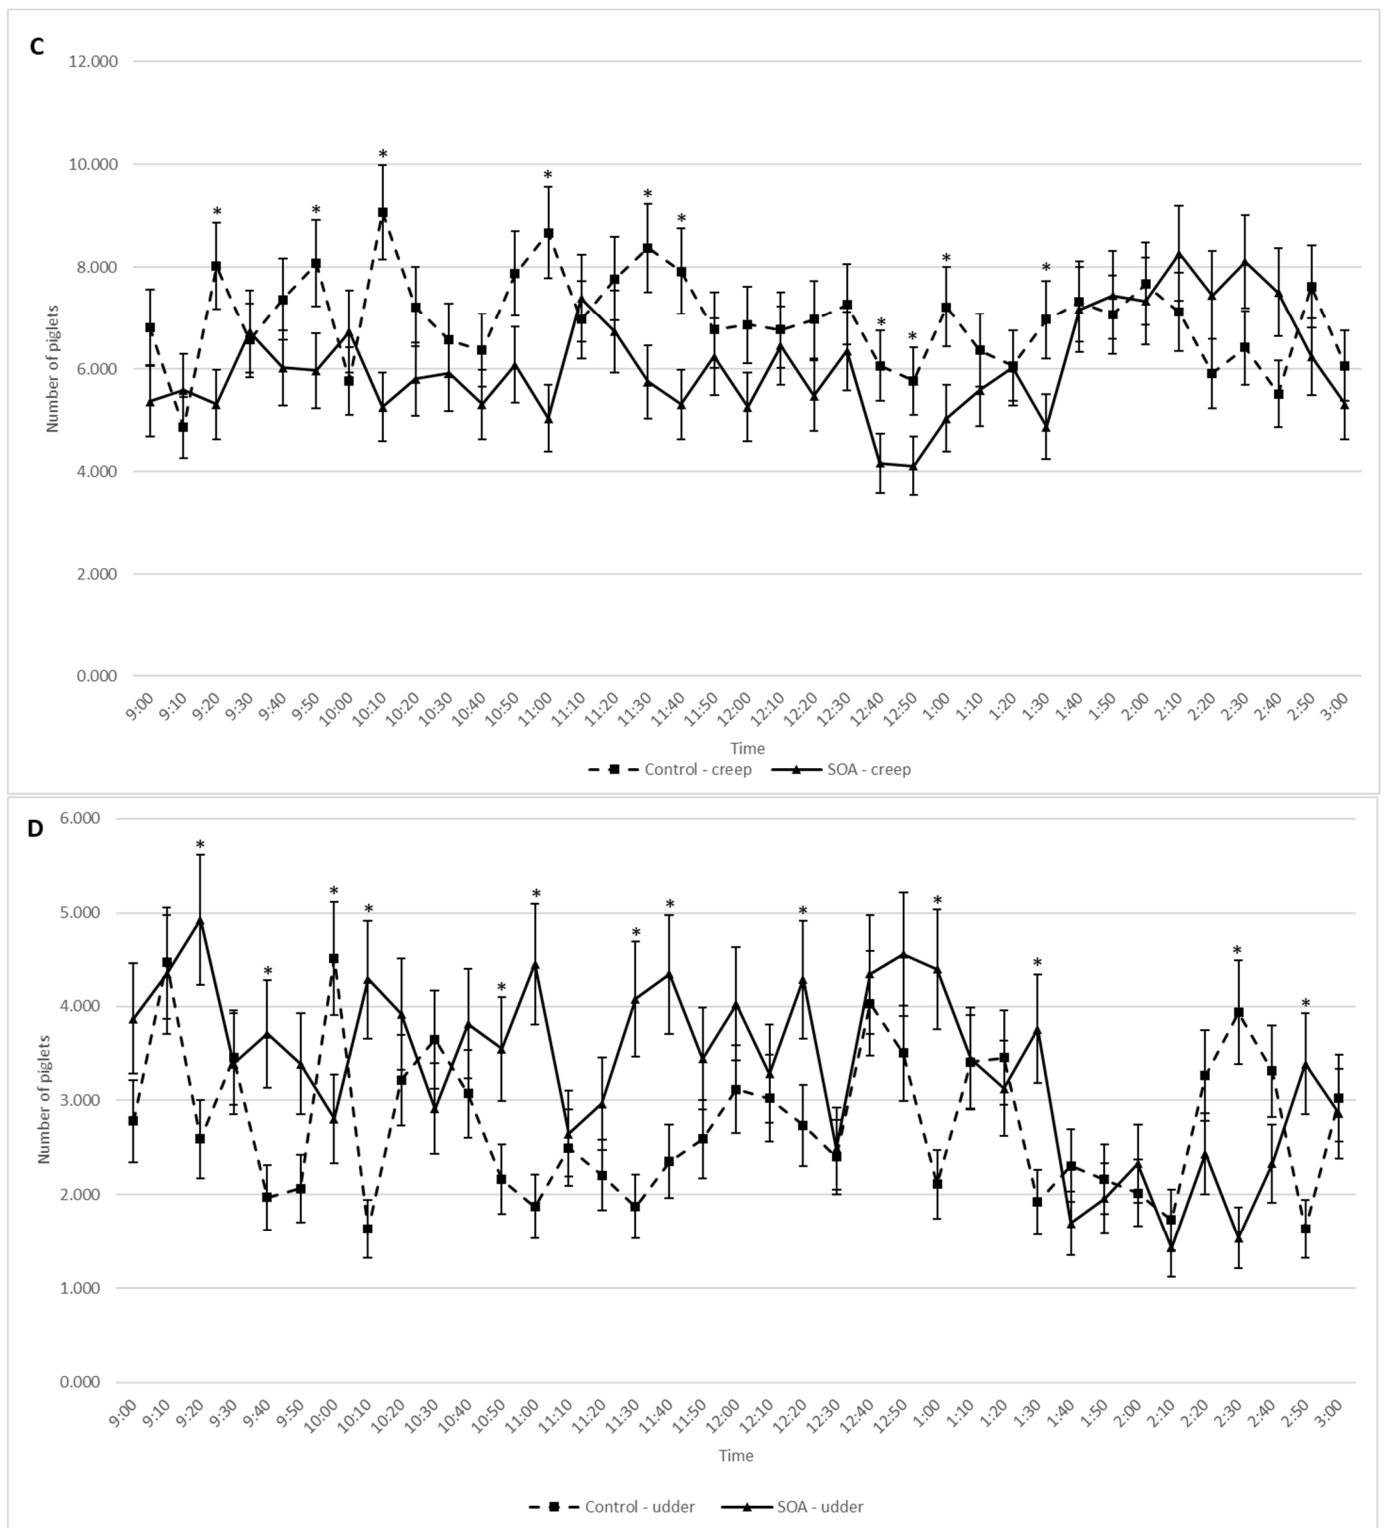 C
12.000
* * * * * * * * * * *
10.000
8.000
6.000
4.000
2.000
0.000
Number of piglets
9:00 9:10 9:20 9:30 9:40 9:50 10:00 10:10 10:20 10:30 10:40 10:50 11:00 11:10 11:20 11:30 11:40 11:50 12:00 12:10 12:20 12:30 12:40 12:50 1:00 1:10 1:20 1:30 1:40 1:50 2:00 2:10 2:20 2:30 2:40 2:50 3:00
Time
Control - creep SOA - creep
D
6.000
* * * * * * * * * * * * *
5.000
4.000
3.000
2.000
1.000
0.000
Number of piglets
9:00 9:10 9:20 9:30 9:40 9:50 10:00 10:10 10:20 10:30 10:40 10:50 11:00 11:10 11:20 11:30 11:40 11:50 12:00 12:10 12:20 12:30 12:40 12:50 1:00 1:10 1:20 1:30 1:40 1:50 2:00 2:10 2:20 2:30 2:40 2:50 3:00
Time
Control - udder SOA - udder